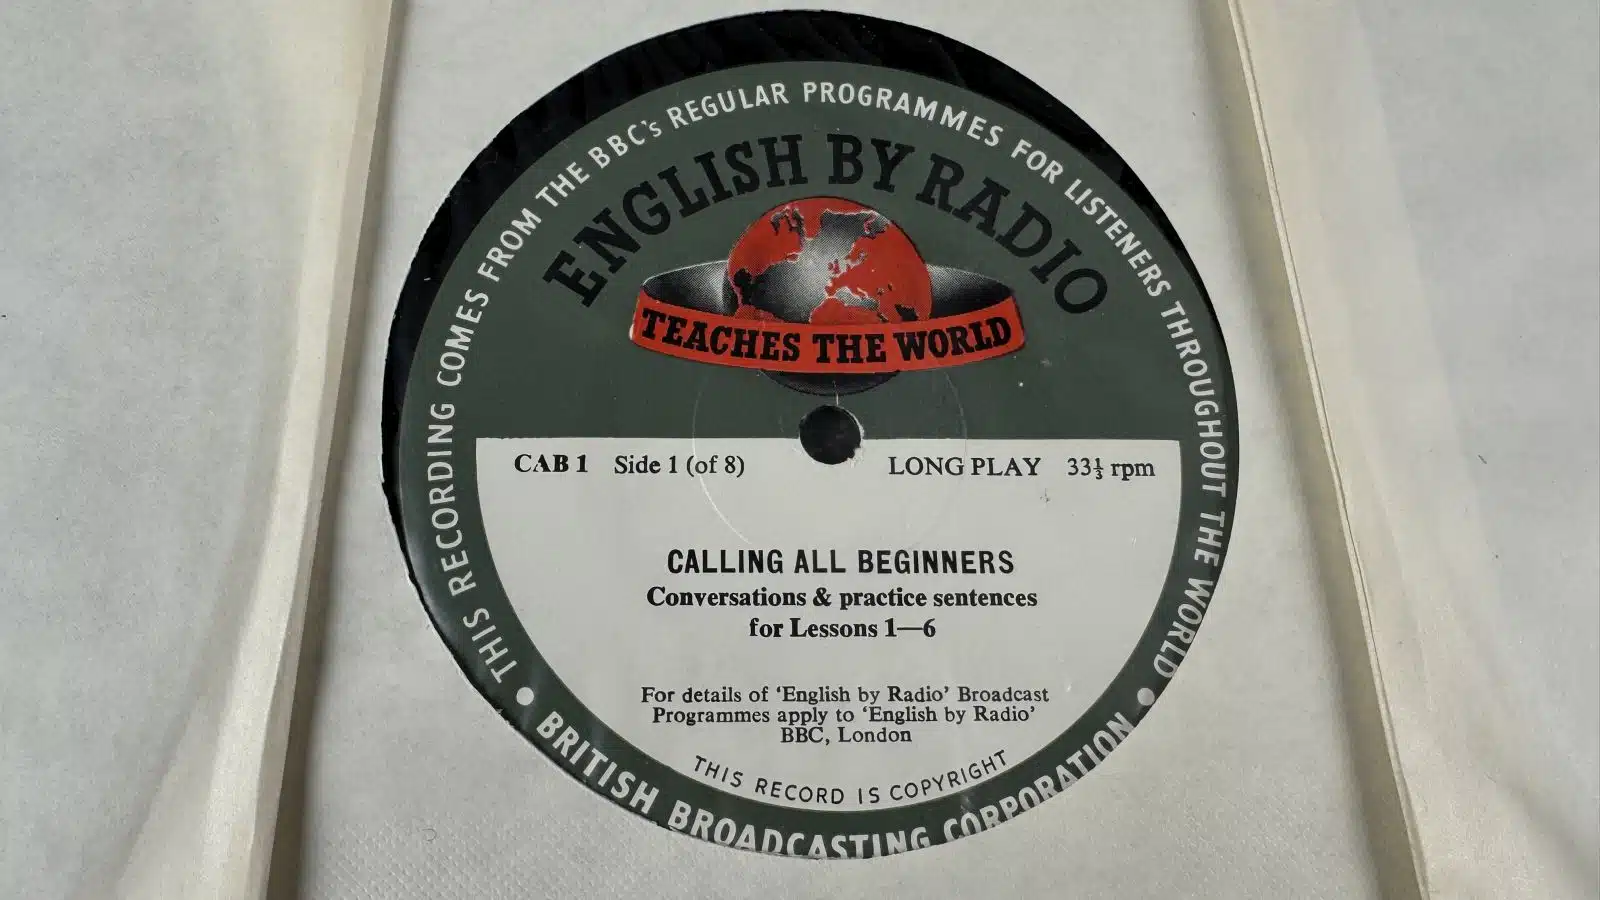 THIS RECORDING COMES FROM THE BBC's REGULAR PROGRAMMES FOR LISTENERS THROUGHOUT THE WORLD
ENGLISH BY RADIO
TEACHES THE WORLD
CAB 1 Side 1 (of 8) LONG PLAY 33⅓ rpm
CALLING ALL BEGINNERS
Conversations & practice sentences
for Lessons 1—6
For details of ‘English by Radio’ Broadcast
Programmes apply to ‘English by Radio’
BBC, London
THIS RECORD IS COPYRIGHT
• BRITISH BROADCASTING CORPORATION •